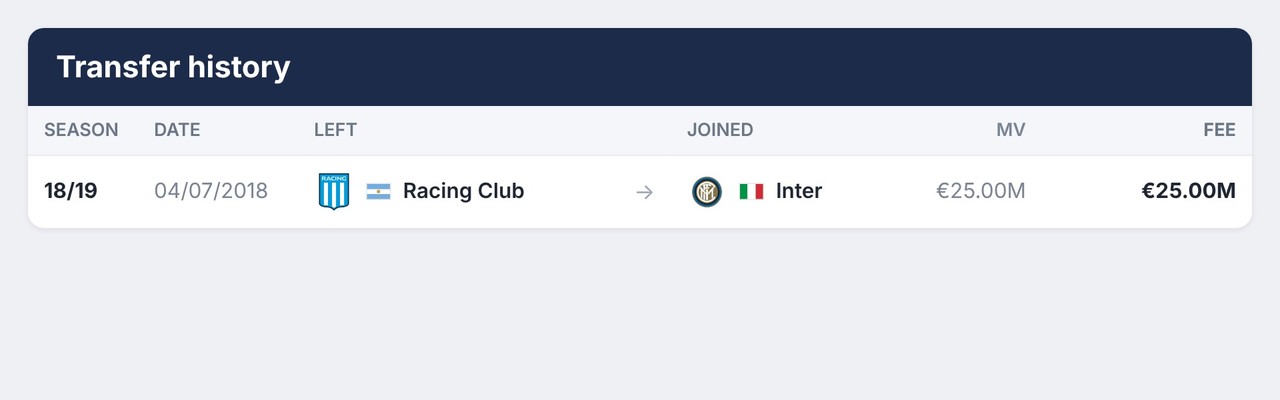 Transfer history
SEASON DATE LEFT JOINED MV FEE
18/19 04/07/2018 RACING Racing Club → Inter €25.00M €25.00M